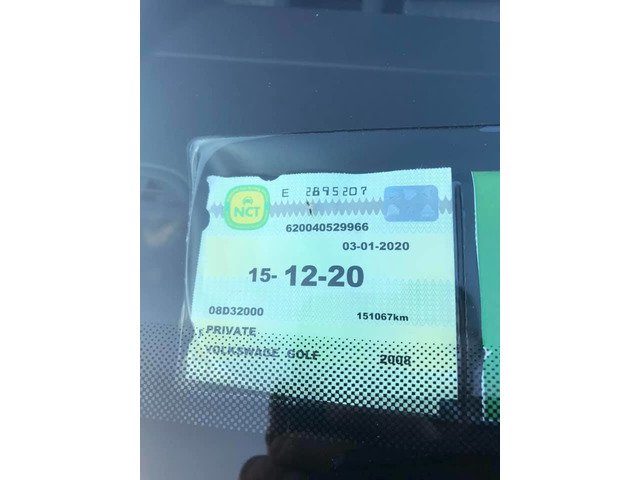 E 2895207
NCT
620040529966
03-01-2020
15-12-20
08D32000 151067km
PRIVATE
VOLKSWAGE GOLF 2008